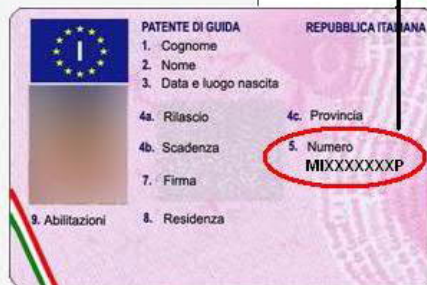 I
PATENTE DI GUIDA REPUBBLICA ITALIANA
1. Cognome
2. Nome
3. Data e luogo nascita
4a. Rilascio 4c. Provincia
4b. Scadenza 5. Numero
MIXXXXXXXP
7. Firma
9. Abilitazioni 8. Residenza